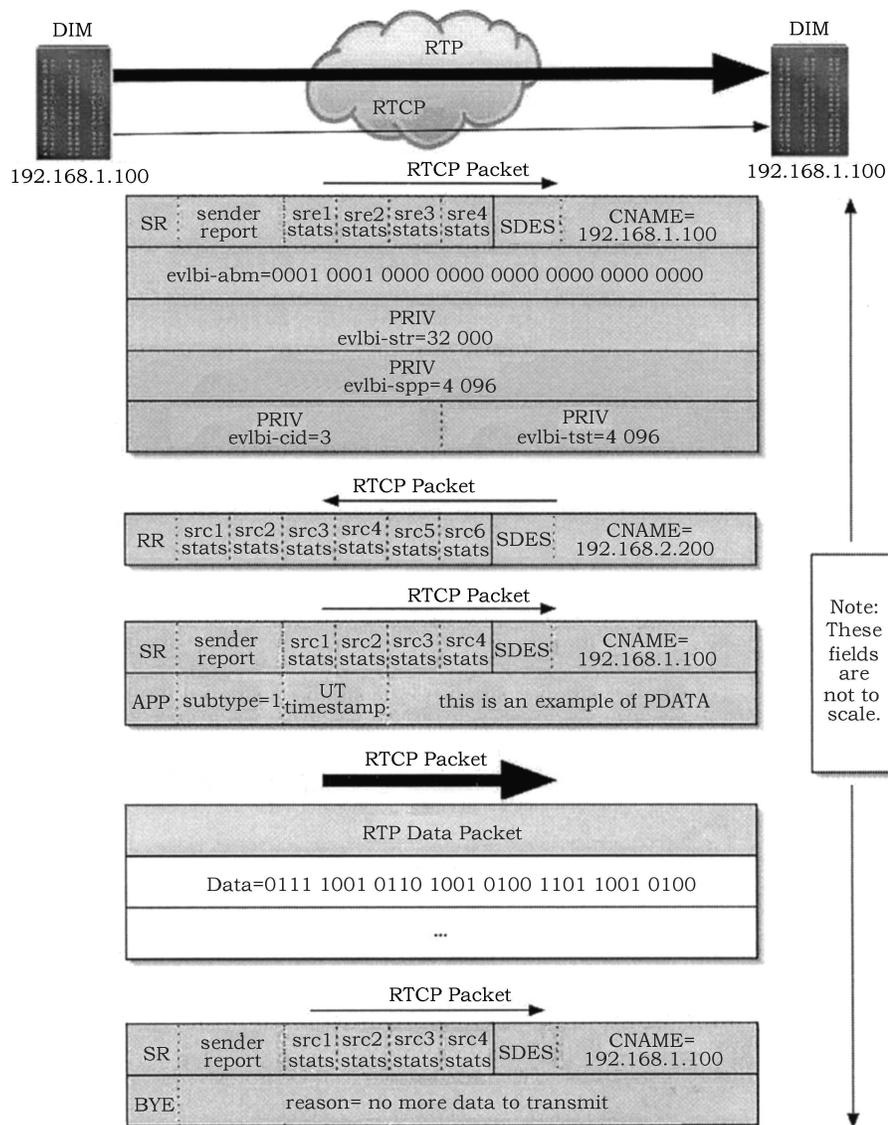 DIM
DIM
RTP
RTCP
192.168.1.100
192.168.1.100
RTCP Packet
SR
sender
report
sre1
stats
sre2
stats
sre3
stats
sre4
stats
SDES
CNAME=
192.168.1.100
evlbi-abm=0001 0001 0000 0000 0000 0000 0000 0000
PRIV
evlbi-str=32 000
PRIV
evlbi-spp=4 096
PRIV
evlbi-cid=3
PRIV
evlbi-tst=4 096
RTCP Packet
RR
src1
stats
src2
stats
src3
stats
src4
stats
src5
stats
src6
stats
SDES
CNAME=
192.168.2.200
RTCP Packet
SR
sender
report
src1
stats
src2
stats
src3
stats
src4
stats
SDES
CNAME=
192.168.1.100
APP
subtype=1
UT
timestamp
this is an example of PDATA
Note:
These
fields
are
not to
scale.
RTCP Packet
RTP Data Packet
Data=0111 1001 0110 1001 0100 1101 1001 0100
...
RTCP Packet
SR
sender
report
src1
stats
src2
stats
src3
stats
src4
stats
SDES
CNAME=
192.168.1.100
BYE
reason= no more data to transmit